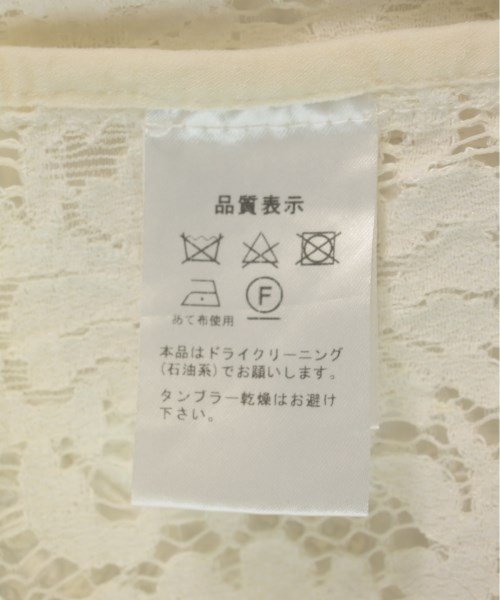 品質表示
F
あて布使用
本品はドライクリーニング
(石油系)でお願いします。
タンブラー乾燥はお避け
下さい。